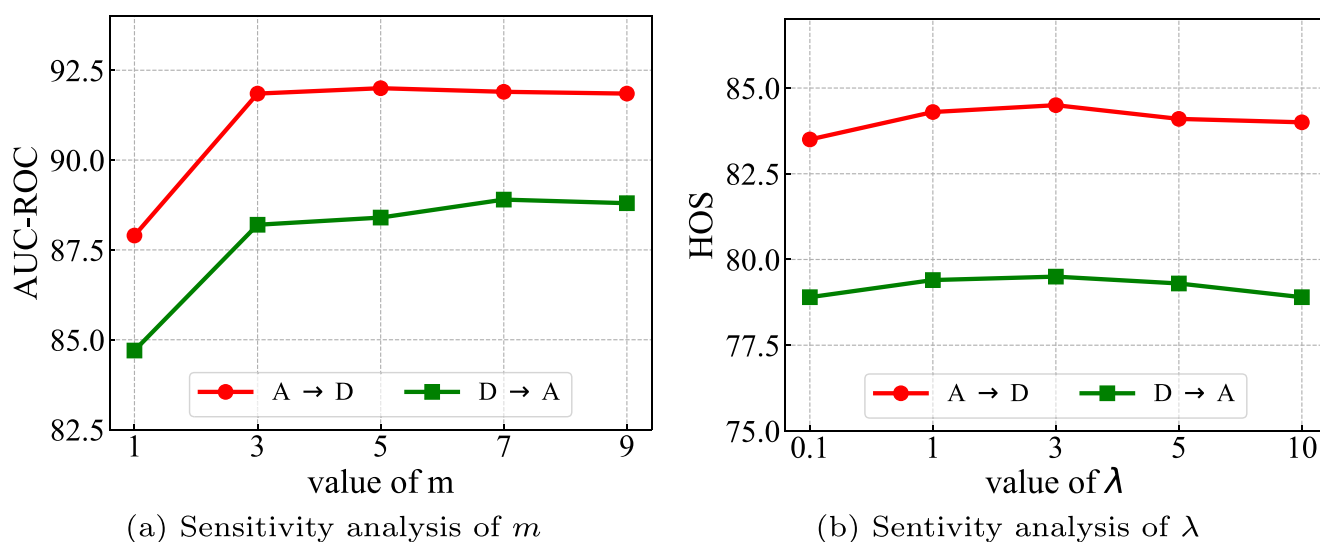 92.5
90.0
87.5
85.0
82.5
AUC-ROC
A → D
D → A
1 3 5 7 9
value of m
(a) Sensitivity analysis of m
85.0
82.5
80.0
77.5
75.0
HOS
A → D
D → A
0.1 1 3 5 10
value of λ
(b) Sentivity analysis of λ